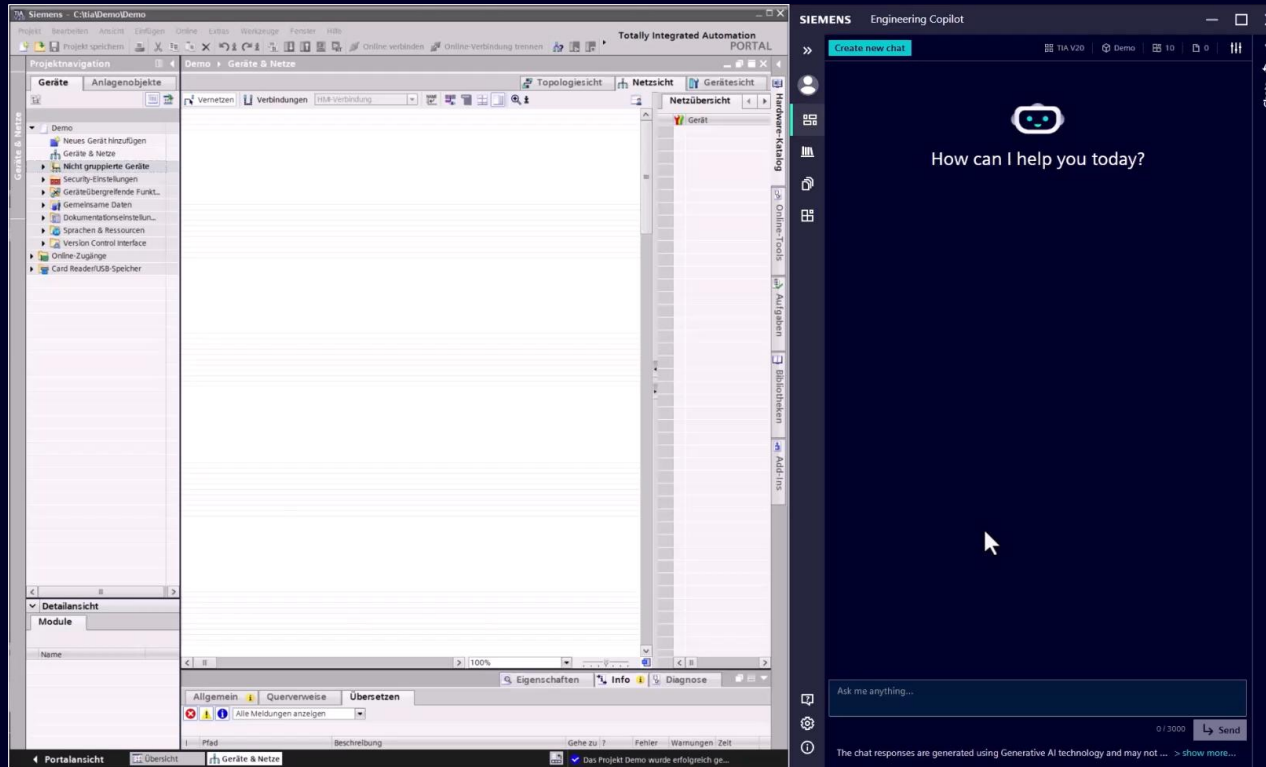 Siemens - C:\tia\Demo\Demo
Projekt Bearbeiten Ansicht Einfügen Online Extras Werkzeuge Fenster Hilfe
Projekt speichern
Online verbinden Online-Verbindung trennen
Totally Integrated Automation
PORTAL
Projektnavigation
Demo Geräte & Netze
Geräte Anlagenobjekte
Topologiesicht Netzsicht Gerätesicht
Vernetzen Verbindungen HMI-Verbindung
Netzübersicht
Gerät
Geräte & Netze
Demo
Neues Gerät hinzufügen
Geräte & Netze
Nicht gruppierte Geräte
Security-Einstellungen
Geräteübergreifende Funkt...
Gemeinsame Daten
Dokumentationseinstellun...
Sprachen & Ressourcen
Version Control Interface
Online-Zugänge
Card Reader/USB-Speicher
Hardware-Katalog
Online-Tools
Aufgaben
Bibliotheken
Add-Ins
Detailansicht
Module
Name
100%
Eigenschaften Info Diagnose
Allgemein Querverweise Übersetzen
Alle Meldungen anzeigen
! Pfad Beschreibung Gehe zu ? Fehler Warnungen Zeit
Portalansicht Übersicht Geräte & Netze Das Projekt Demo wurde erfolgreich ge...
SIEMENS Engineering Copilot
Create new chat TIA V20 Demo 10 0
How can I help you today?
Ask me anything...
0 / 3000 Send
The chat responses are generated using Generative AI technology and may not ... > show more...